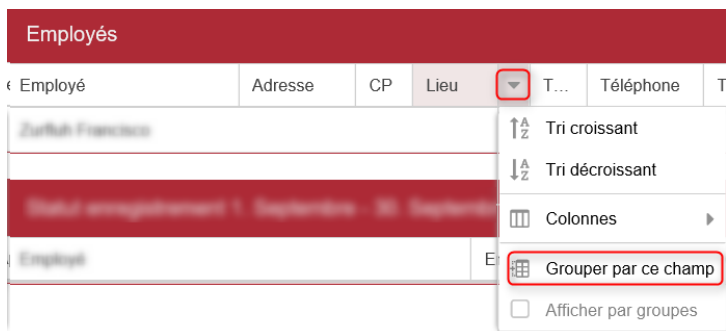 Employés
Employé Adresse CP Lieu T... Téléphone T
Tri croissant
Tri décroissant
Colonnes
Grouper par ce champ
Afficher par groupes